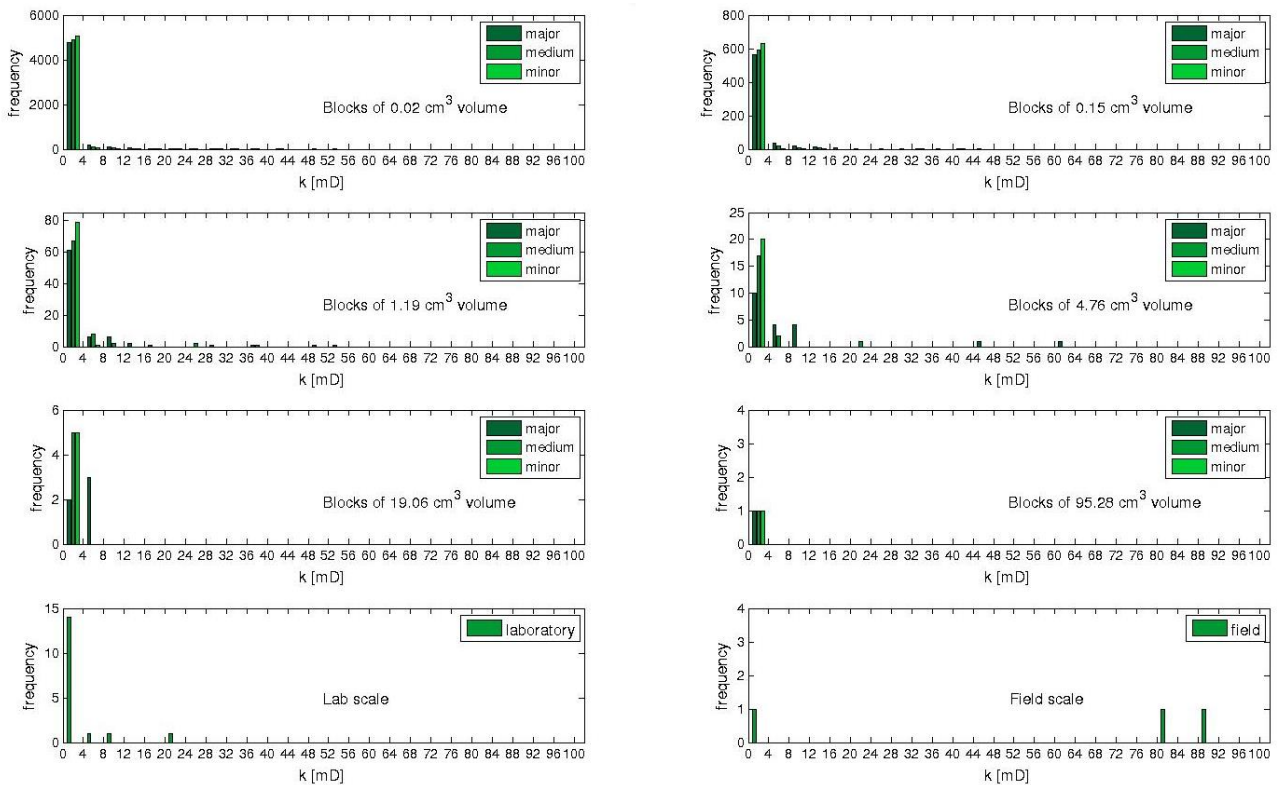 6000
4000
2000
0
frequency
major
medium
minor
Blocks of 0.02 cm3 volume
0 4 8 12 16 20 24 28 32 36 40 44 48 52 56 60 64 68 72 76 80 84 88 92 96 100
k [mD]
800
600
400
200
0
frequency
major
medium
minor
Blocks of 0.15 cm3 volume
0 4 8 12 16 20 24 28 32 36 40 44 48 52 56 60 64 68 72 76 80 84 88 92 96 100
k [mD]
80
60
40
20
0
frequency
major
medium
minor
Blocks of 1.19 cm3 volume
0 4 8 12 16 20 24 28 32 36 40 44 48 52 56 60 64 68 72 76 80 84 88 92 96 100
k [mD]
25
20
15
10
5
0
frequency
major
medium
minor
Blocks of 4.76 cm3 volume
0 4 8 12 16 20 24 28 32 36 40 44 48 52 56 60 64 68 72 76 80 84 88 92 96 100
k [mD]
6
4
2
0
frequency
major
medium
minor
Blocks of 19.06 cm3 volume
0 4 8 12 16 20 24 28 32 36 40 44 48 52 56 60 64 68 72 76 80 84 88 92 96 100
k [mD]
4
3
2
1
0
frequency
major
medium
minor
Blocks of 95.28 cm3 volume
0 4 8 12 16 20 24 28 32 36 40 44 48 52 56 60 64 68 72 76 80 84 88 92 96 100
k [mD]
15
10
5
0
frequency
laboratory
Lab scale
0 4 8 12 16 20 24 28 32 36 40 44 48 52 56 60 64 68 72 76 80 84 88 92 96 100
k [mD]
4
3
2
1
0
frequency
field
Field scale
0 4 8 12 16 20 24 28 32 36 40 44 48 52 56 60 64 68 72 76 80 84 88 92 96 100
k [mD]